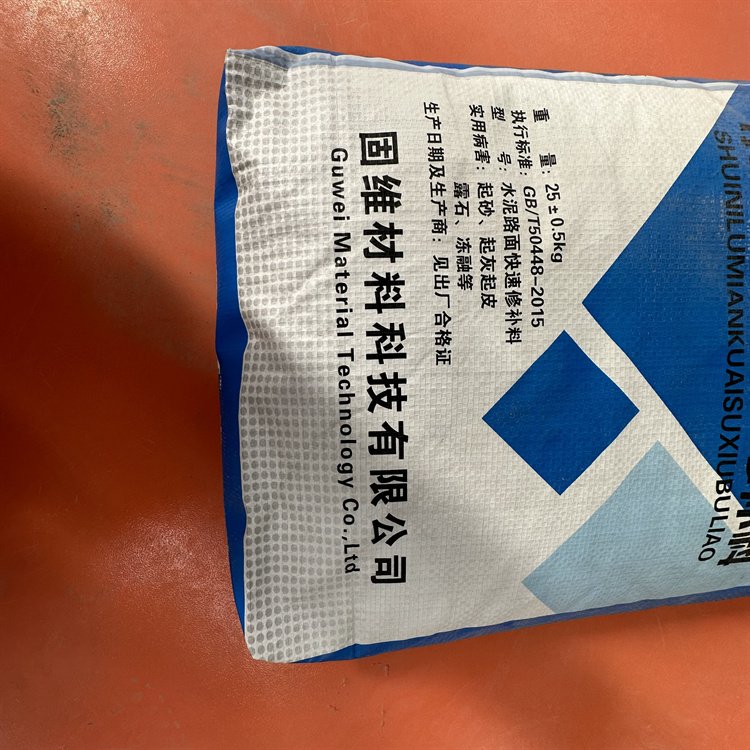 SHUINILUMIANKUAISUXIUBULIAO
重 量：25±0.5kg
执行标准：GB/T50448-2015
型 号：水泥路面快速修补料
实用病害：起砂、起灰起皮
露石、冻融等
生产日期及生产商：见出厂合格证
固维材料科技有限公司
Guwei Material Technology Co.,Ltd